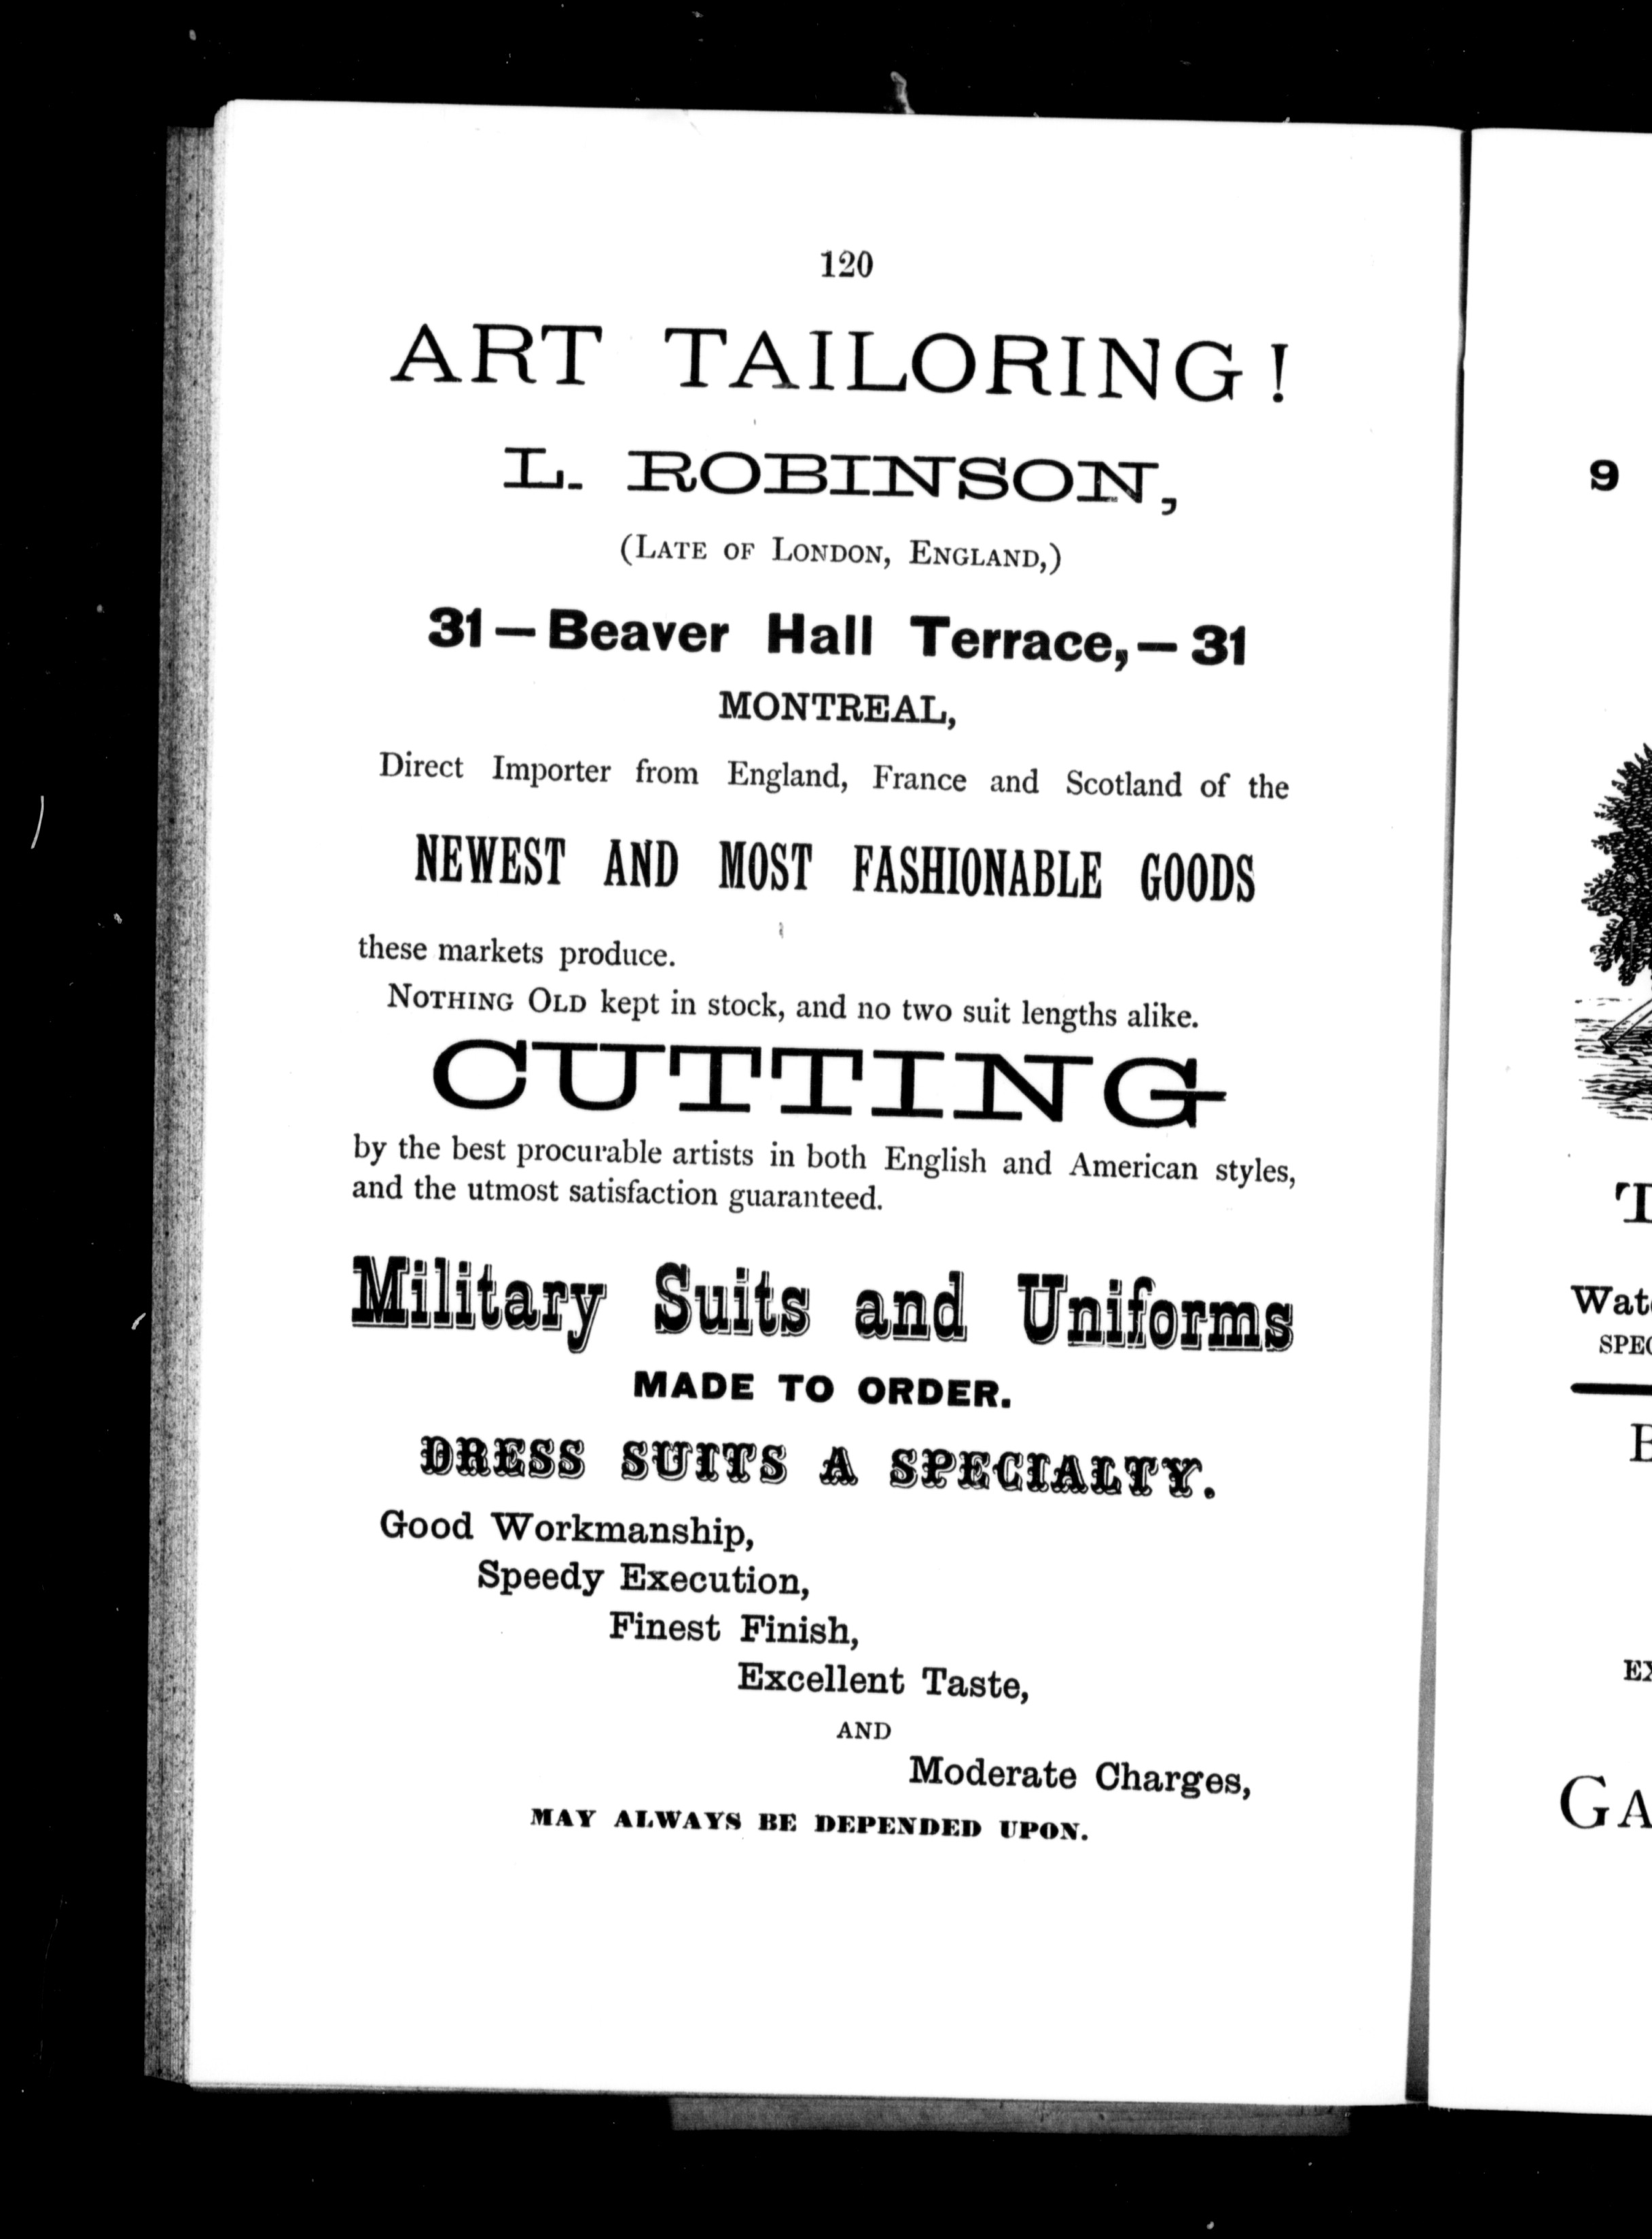 120
ART TAILORING!
L. ROBINSON,
(LATE OF LONDON, ENGLAND,)
31—Beaver Hall Terrace,—31
MONTREAL,
Direct Importer from England, France and Scotland of the
NEWEST AND MOST FASHIONABLE GOODS
these markets produce.
NOTHING OLD kept in stock, and no two suit lengths alike.
CUTTING
by the best procurable artists in both English and American styles,
and the utmost satisfaction guaranteed.
Military Suits and Uniforms
MADE TO ORDER.
DRESS SUITS A SPECIALTY.
Good Workmanship,
Speedy Execution,
Finest Finish,
Excellent Taste,
AND
Moderate Charges,
MAY ALWAYS BE DEPENDED UPON.
9